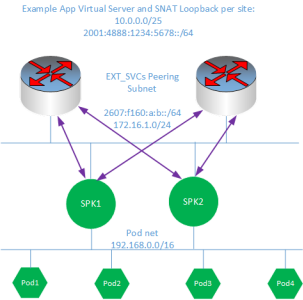 Example App Virtual Server and SNAT Loopback per site:
10.0.0.0/25
2001:4888:1234:5678::/64
EXT_SVCs Peering
Subnet
2607:f160:a:b::/64
172.16.1.0/24
SPK1
SPK2
Pod net
192.168.0.0/16
Pod1
Pod2
Pod3
Pod4